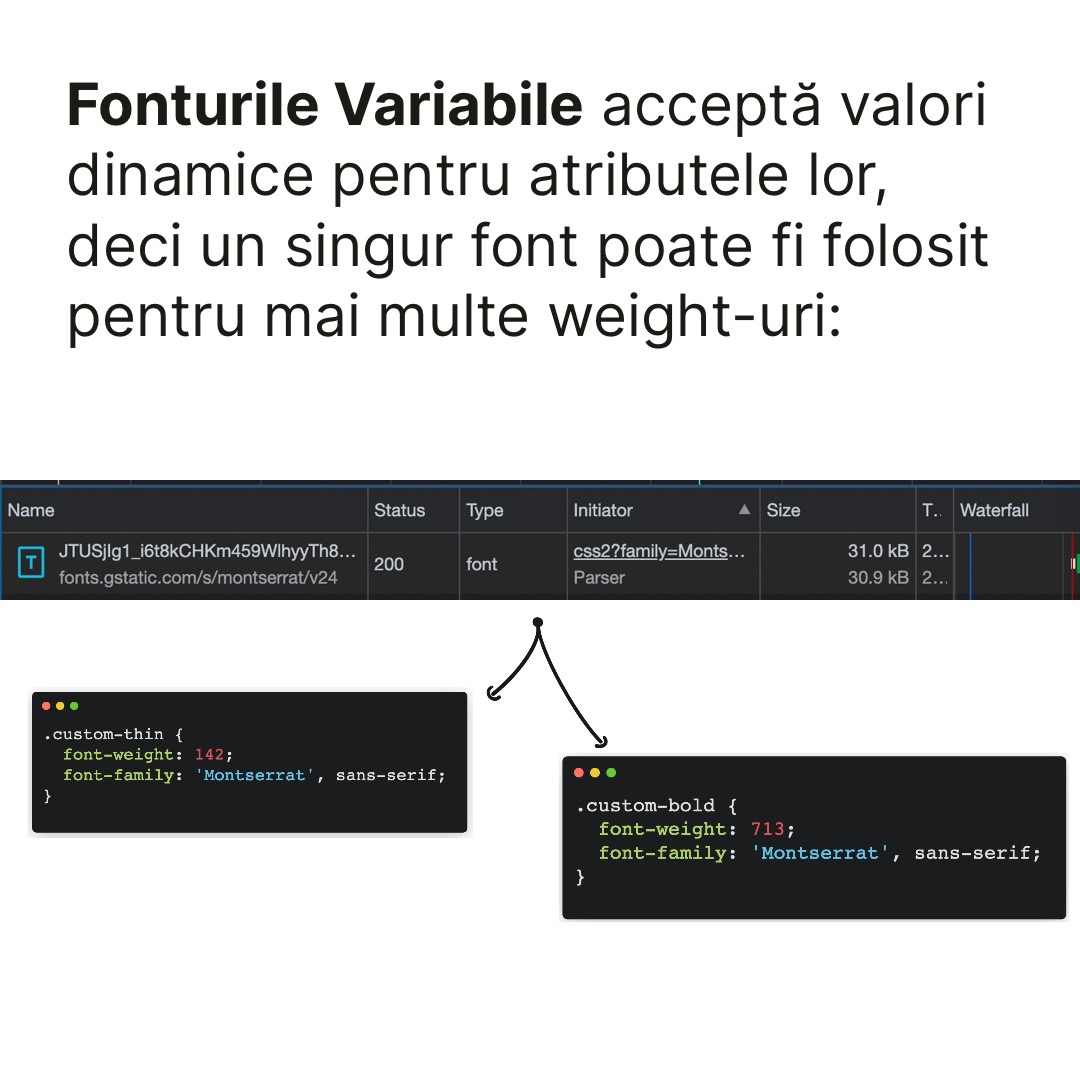 Fonturile Variabile acceptă valori
dinamice pentru atributele lor,
deci un singur font poate fi folosit
pentru mai multe weight-uri:
Name Status Type Initiator Size T.. Waterfall
JTUSjIg1_i6t8kCHKm459WlhyyTh8... 200 font css2?family=Monts... 31.0 kB 2...
fonts.gstatic.com/s/montserrat/v24 Parser 30.9 kB 2...
.custom-thin {
font-weight: 142;
font-family: 'Montserrat', sans-serif;
}
.custom-bold {
font-weight: 713;
font-family: 'Montserrat', sans-serif;
}